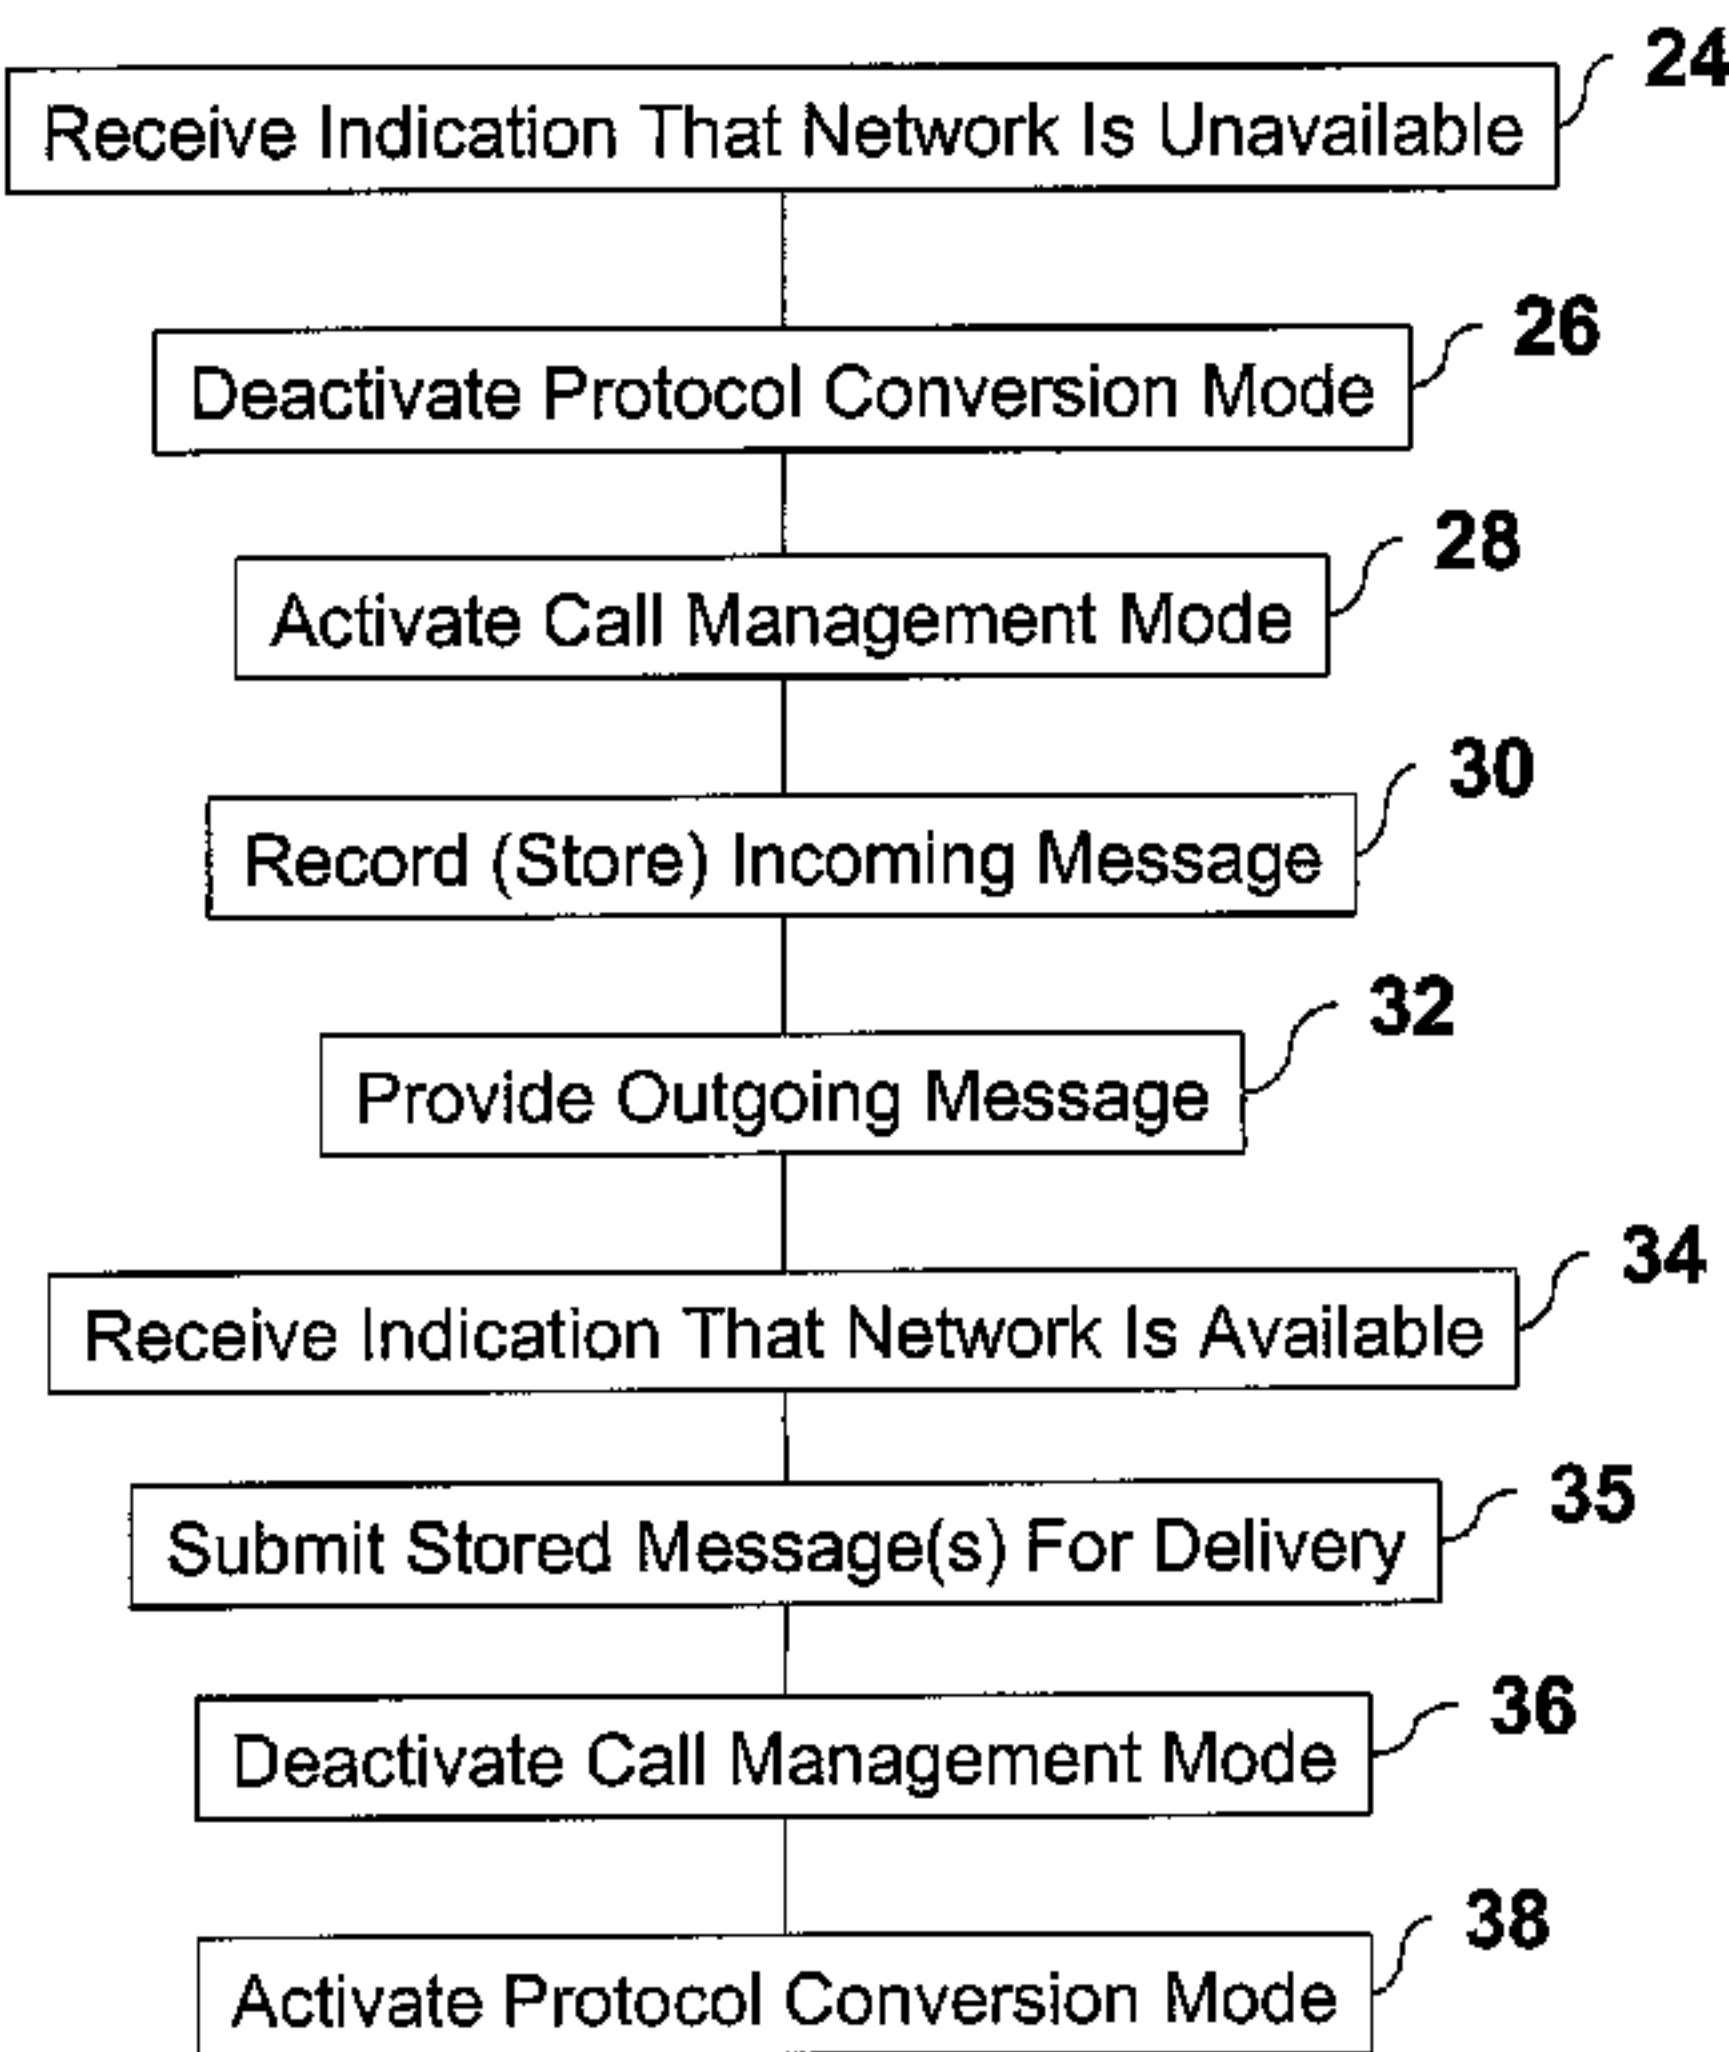 24
Receive Indication That Network Is Unavailable
26
Deactivate Protocol Conversion Mode
28
Activate Call Management Mode
30
Record (Store) Incoming Message
32
Provide Outgoing Message
34
Receive Indication That Network Is Available
35
Submit Stored Message(s) For Delivery
36
Deactivate Call Management Mode
38
Activate Protocol Conversion Mode